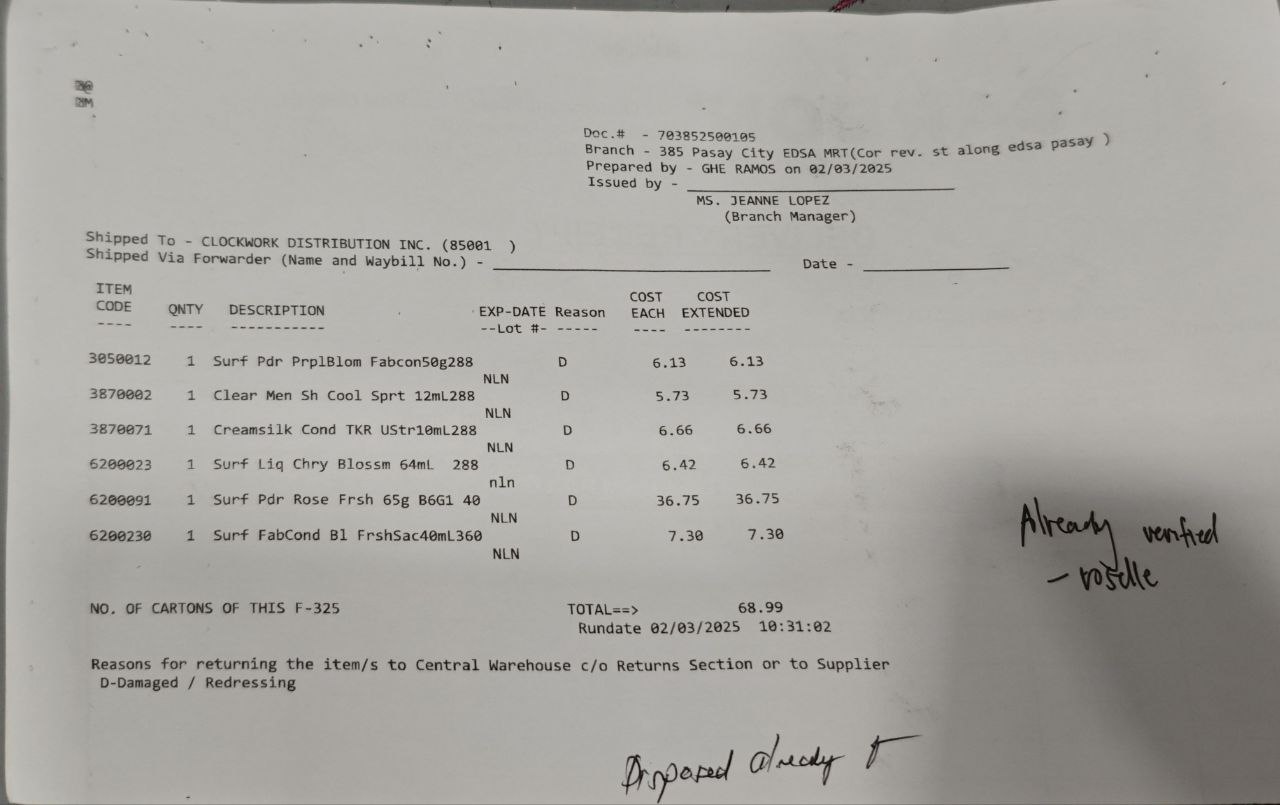 Doc.# - 703852500105
Branch - 385 Pasay City EDSA MRT(Cor rev. st along edsa pasay )
Prepared by - GHE RAMOS on 02/03/2025
Issued by -
MS. JEANNE LOPEZ
(Branch Manager)
Shipped To - CLOCKWORK DISTRIBUTION INC. (85001 )
Shipped Via Forwarder (Name and Waybill No.) - Date -
ITEM COST COST
CODE QNTY DESCRIPTION EXP-DATE Reason EACH EXTENDED
---- ---- ----------- --Lot #- ----- ---- --------
3050012 1 Surf Pdr PrplBlom Fabcon50g288 D 6.13 6.13
NLN
3870002 1 Clear Men Sh Cool Sprt 12mL288 D 5.73 5.73
NLN
3870071 1 Creamsilk Cond TKR UStr10mL288 D 6.66 6.66
NLN
6200023 1 Surf Liq Chry Blossm 64mL 288 D 6.42 6.42
nln
6200091 1 Surf Pdr Rose Frsh 65g B6G1 40 D 36.75 36.75
NLN
6200230 1 Surf FabCond Bl FrshSac40mL360 D 7.30 7.30
NLN
Already verified
- roselle
NO. OF CARTONS OF THIS F-325 TOTAL==> 68.99
Rundate 02/03/2025 10:31:02
Reasons for returning the item/s to Central Warehouse c/o Returns Section or to Supplier
D-Damaged / Redressing
Disposed already